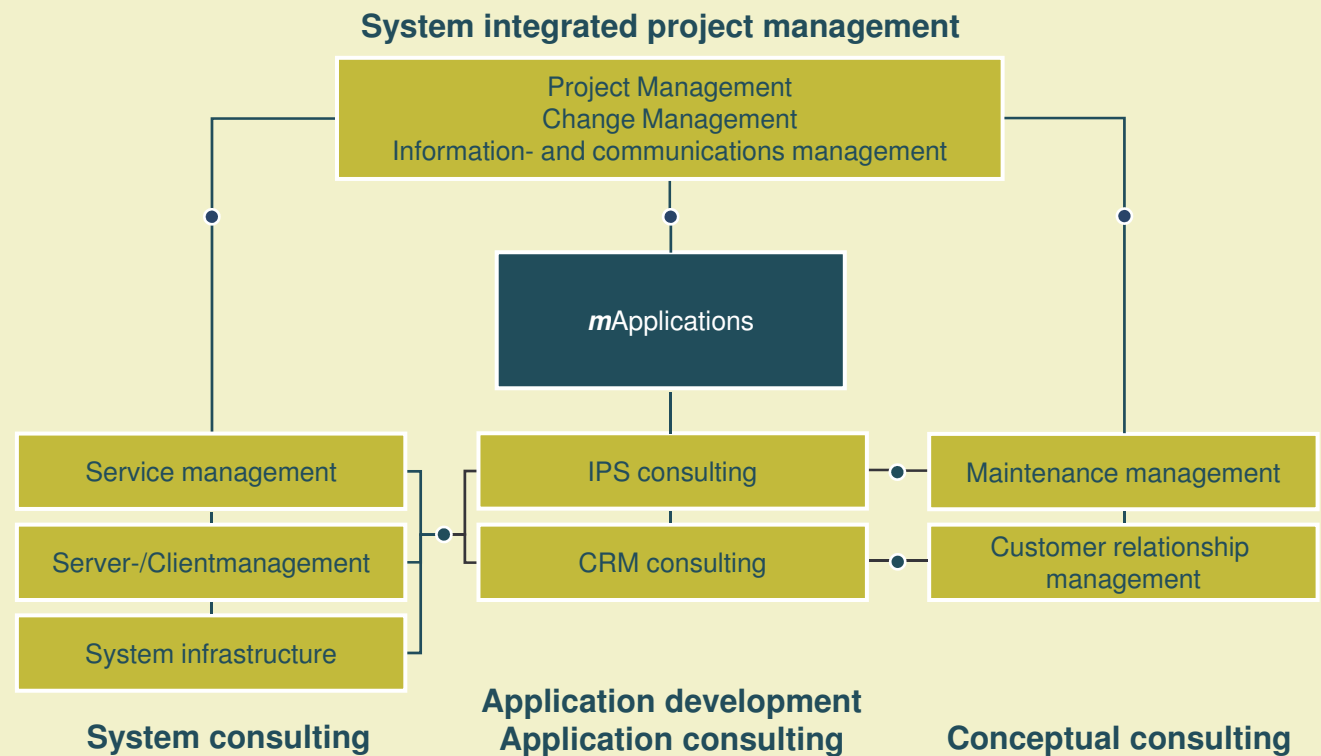 System integrated project management
Project Management
Change Management
Information- and communications management
mApplications
Service management
Server-/Clientmanagement
System infrastructure
System consulting
IPS consulting
CRM consulting
Application development
Application consulting
Maintenance management
Customer relationship
management
Conceptual consulting